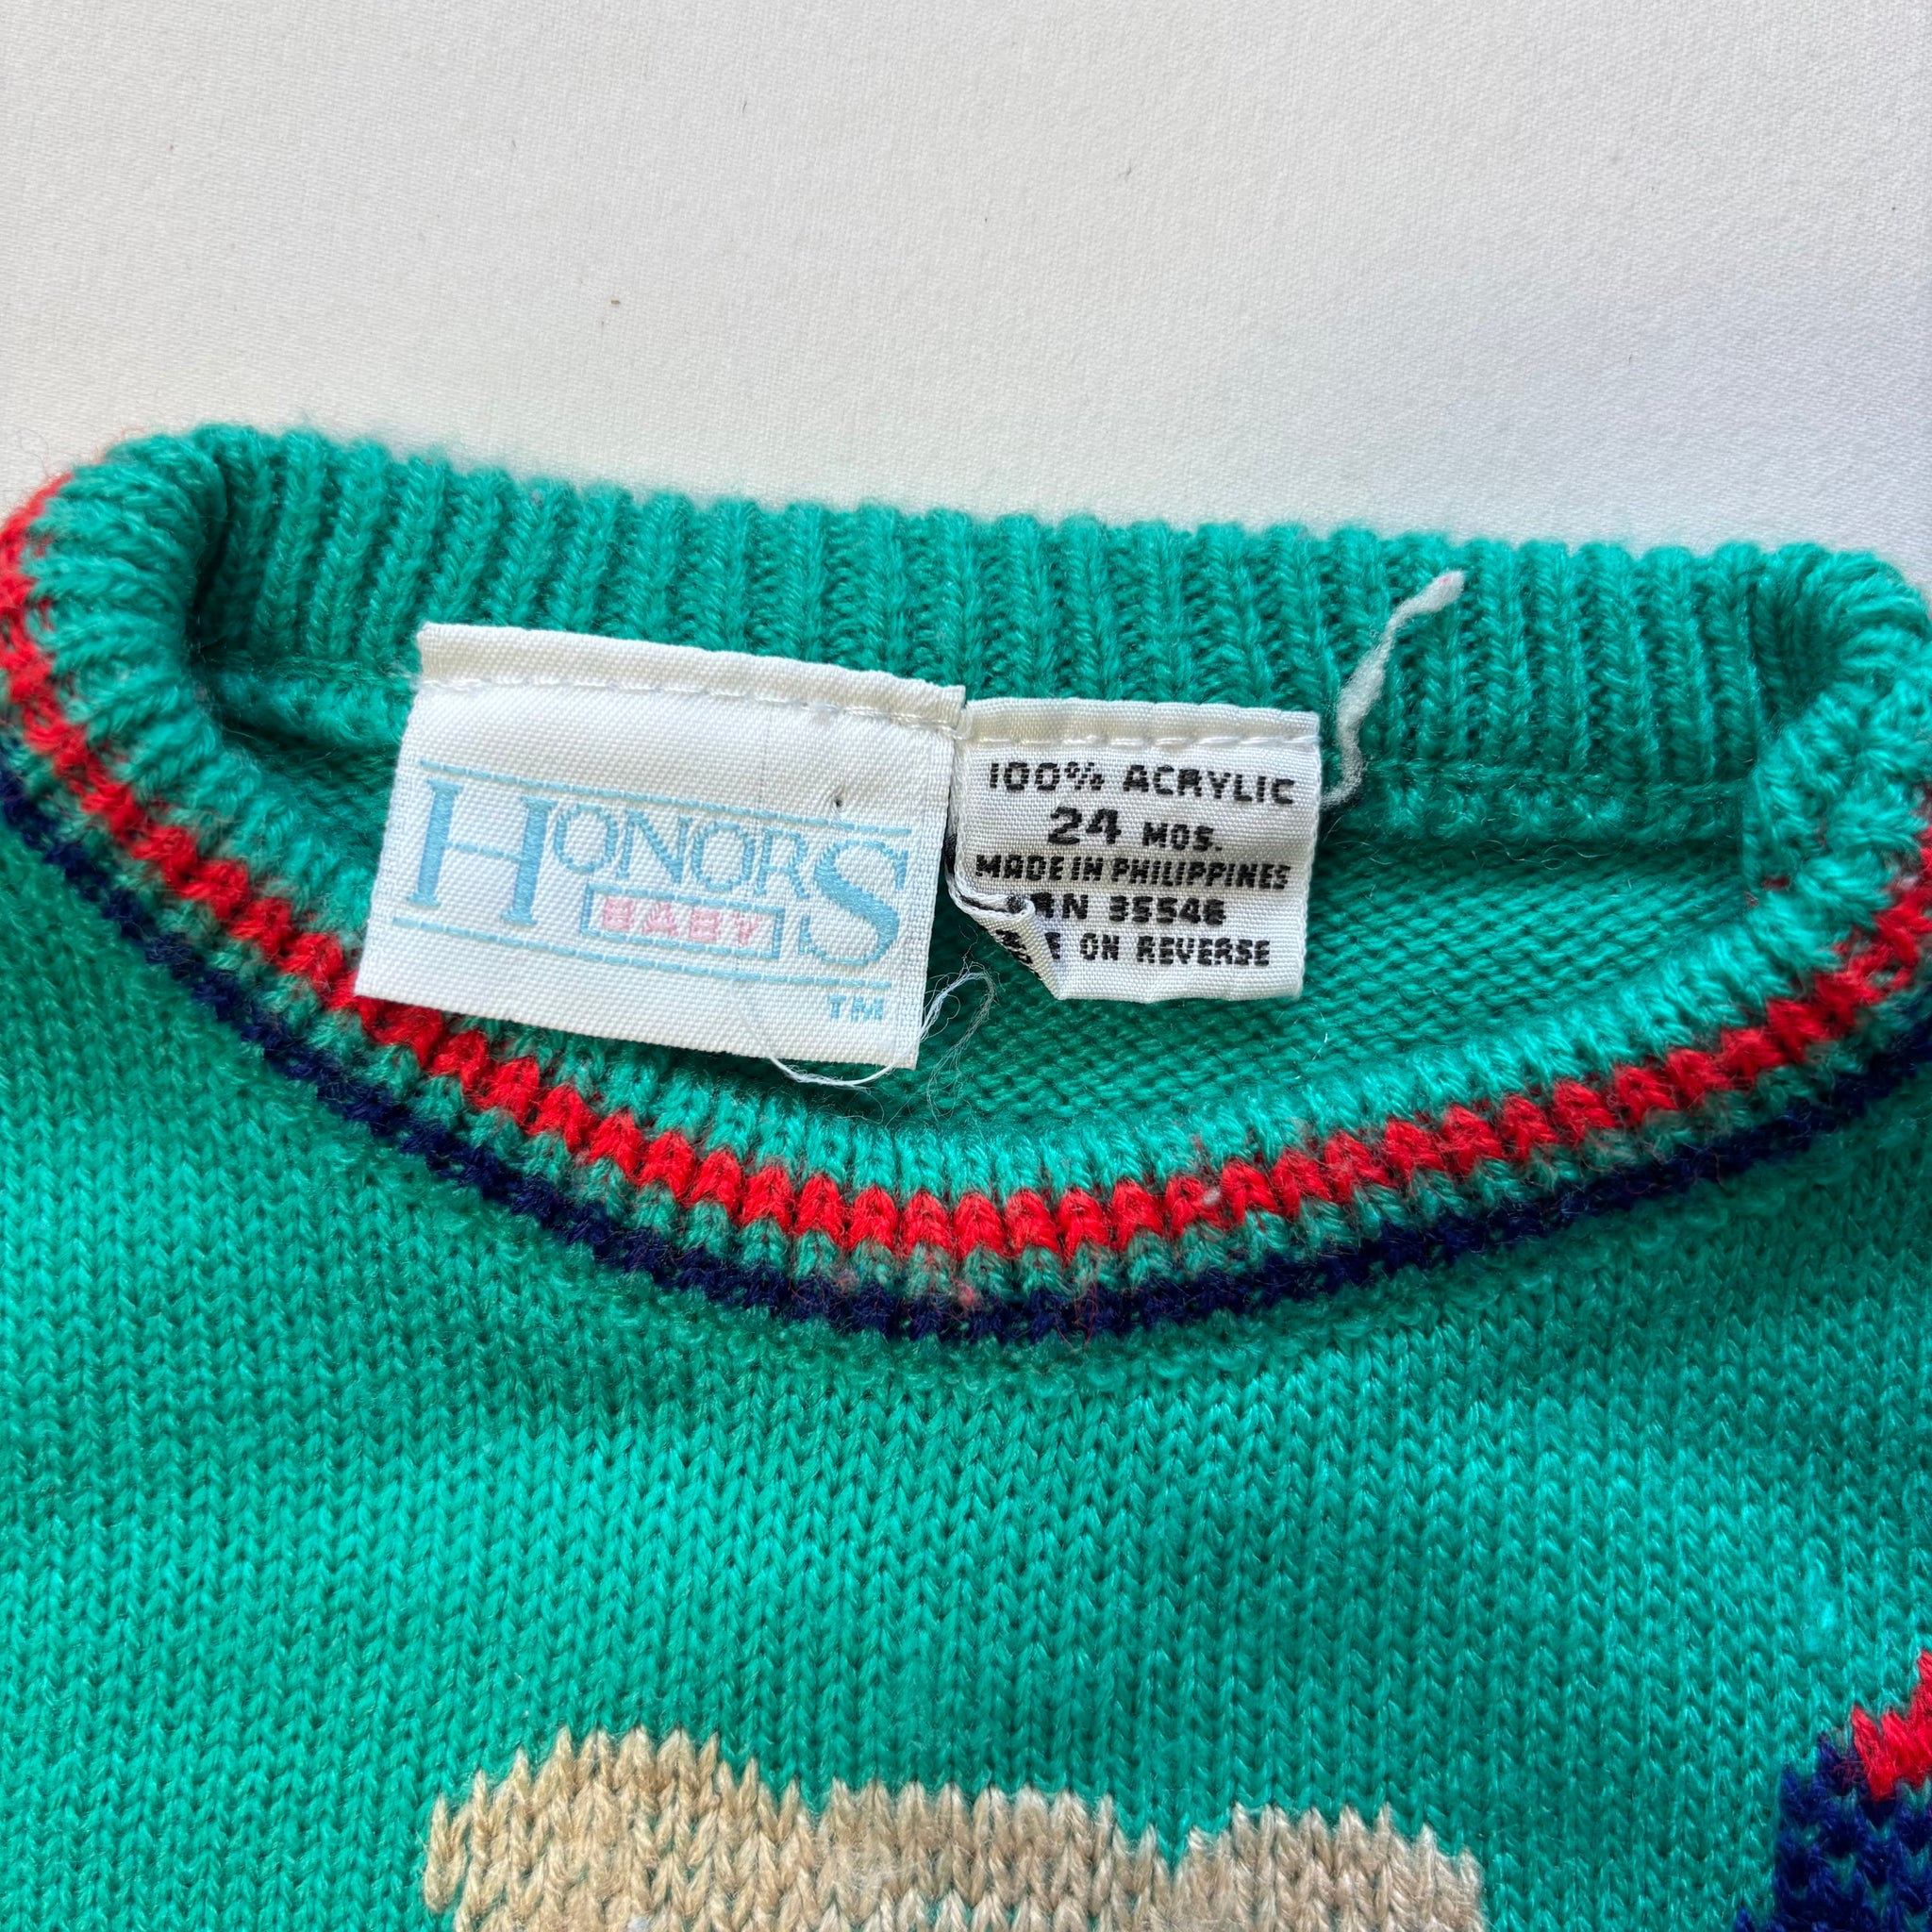 HONORS
BABY
TM
100% ACRYLIC
24 MOS.
MADE IN PHILIPPINES
35546
ON REVERSE